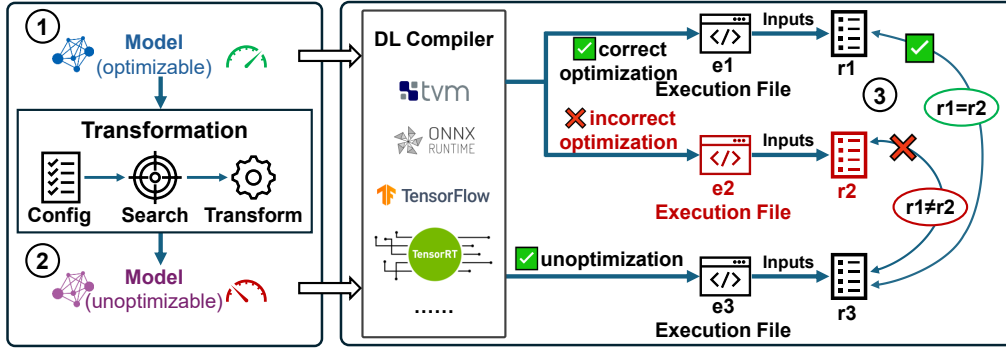 1
Model
(optimizable)
Transformation
Config
Search
Transform
2
Model
(unoptimizable)
DL Compiler
tvm
ONNX
RUNTIME
TensorFlow
TensorRT
......
correct
optimization
incorrect
optimization
unoptimization
</>
e1
Execution File
Inputs
r1
</>
e2
Execution File
Inputs
r2
</>
e3
Execution File
Inputs
r3
3
r1=r2
r1≠r2